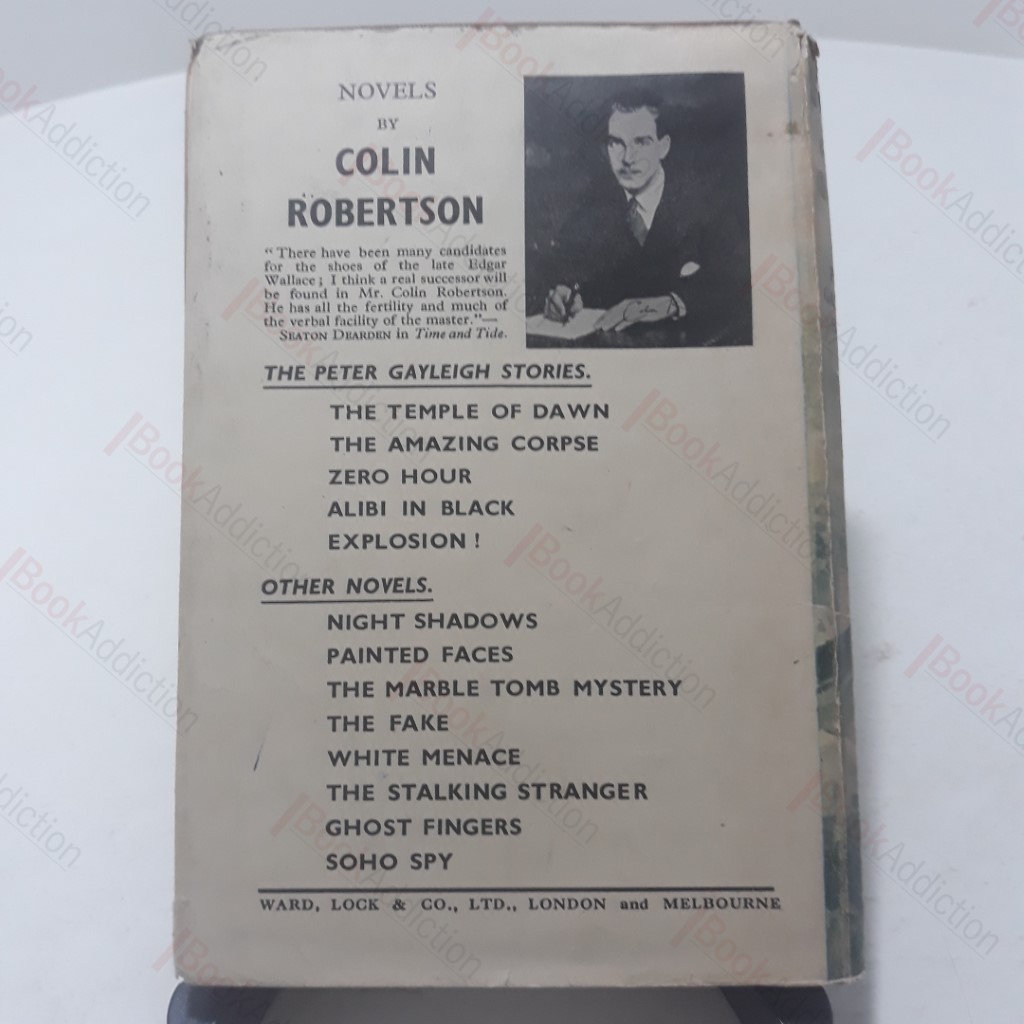 NOVELS
BY
COLIN
ROBERTSON
“There have been many candidates
for the shoes of the late Edgar
Wallace; I think a real successor will
be found in Mr. Colin Robertson.
He has all the fertility and much of
the verbal facility of the master.”—
SEATON DEARDEN in Time and Tide.
THE PETER GAYLEIGH STORIES.
THE TEMPLE OF DAWN
THE AMAZING CORPSE
ZERO HOUR
ALIBI IN BLACK
EXPLOSION !
OTHER NOVELS.
NIGHT SHADOWS
PAINTED FACES
THE MARBLE TOMB MYSTERY
THE FAKE
WHITE MENACE
THE STALKING STRANGER
GHOST FINGERS
SOHO SPY
WARD, LOCK & CO., LTD., LONDON and MELBOURNE
BookAddiction